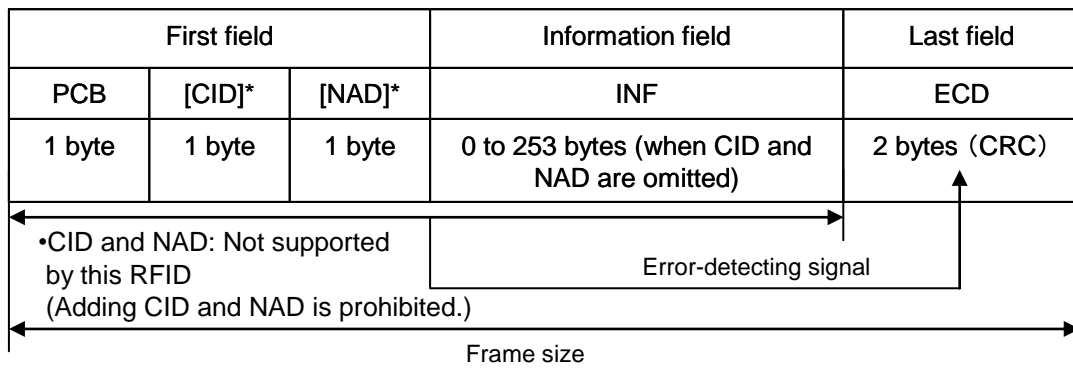 First field Information field Last field
PCB [CID]* [NAD]* INF ECD
1 byte 1 byte 1 byte 0 to 253 bytes (when CID and 2 bytes （CRC）
NAD are omitted)
•CID and NAD: Not supported
by this RFID
Error-detecting signal
(Adding CID and NAD is prohibited.)
Frame size